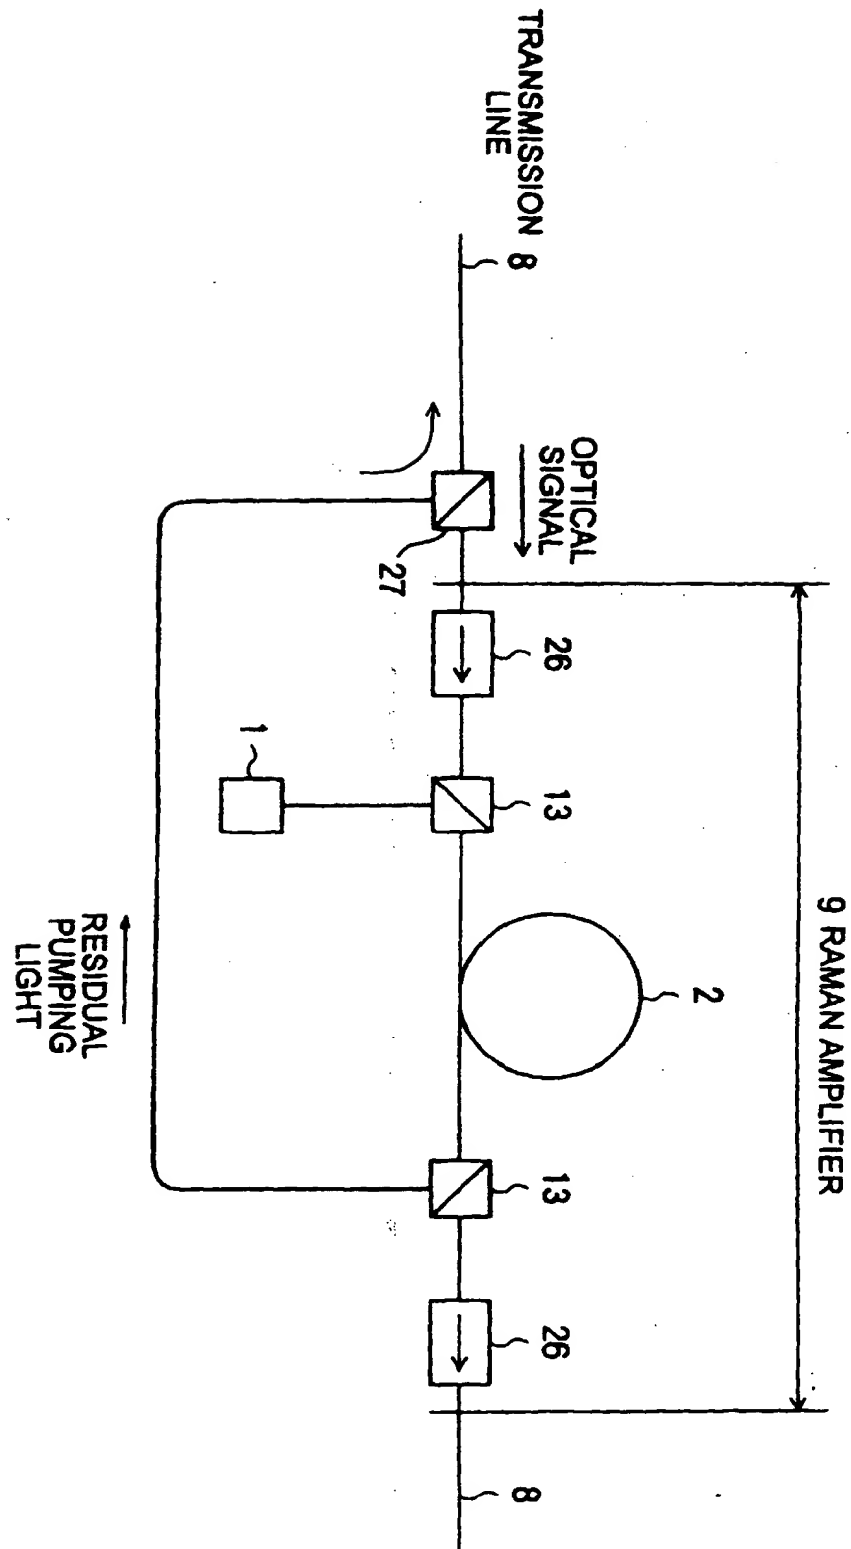 9 RAMAN AMPLIFIER
TRANSMISSION
LINE
8
OPTICAL
SIGNAL
27
26
13
1
2
13
26
8
RESIDUAL
PUMPING
LIGHT